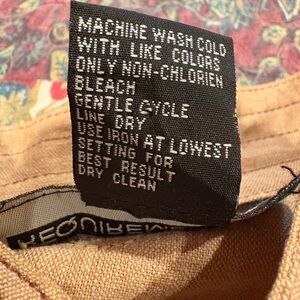 MACHINE WASH COLD
WITH LIKE COLORS
ONLY NON-CHLORIEN
BLEACH
GENTLE CYCLE
LINE DRY
USE IRON AT LOWEST
SETTING FOR
BEST RESULT
DRY CLEAN